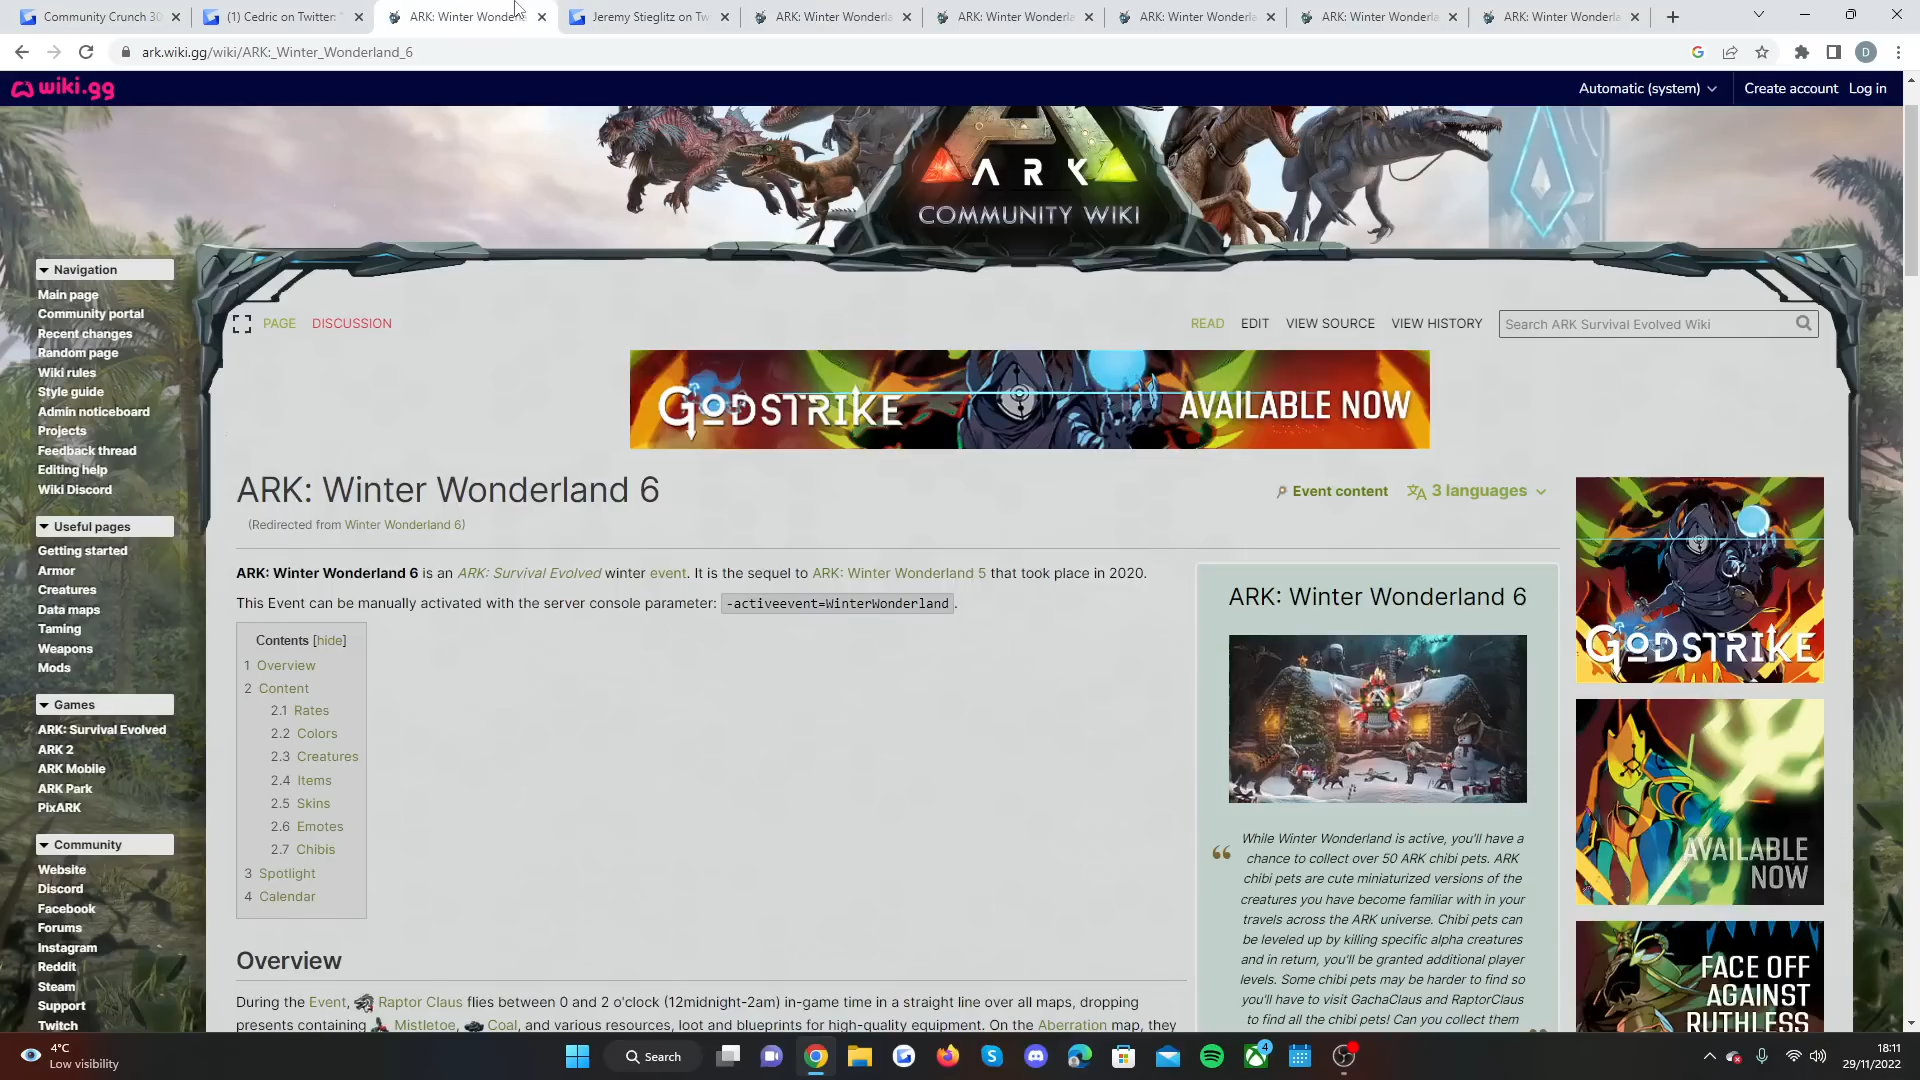 Community Crunch 30
(1) Cedric on Twitter: "
ARK: Winter Wonderla
Jeremy Stieglitz on Tw
ARK: Winter Wonderla
ARK: Winter Wonderla
ARK: Winter Wonderla
ARK: Winter Wonderla
ARK: Winter Wonderla
ark.wiki.gg/wiki/ARK:_Winter_Wonderland_6
D
wiki.gg
Automatic (system)
Create account
Log in
ARK
COMMUNITY WIKI
PAGE
DISCUSSION
READ
EDIT
VIEW SOURCE
VIEW HISTORY
Search ARK Survival Evolved Wiki
GODSTRIKE
AVAILABLE NOW
Navigation
Main page
Community portal
Recent changes
Random page
Wiki rules
Style guide
Admin noticeboard
Projects
Feedback thread
Editing help
Wiki Discord
Useful pages
Getting started
Armor
Creatures
Data maps
Taming
Weapons
Mods
Games
ARK: Survival Evolved
ARK 2
ARK Mobile
ARK Park
PixARK
Community
Website
Discord
Facebook
Forums
Instagram
Reddit
Steam
Support
Twitch
ARK: Winter Wonderland 6
Event content
3 languages
(Redirected from Winter Wonderland 6)
ARK: Winter Wonderland 6 is an ARK: Survival Evolved winter event. It is the sequel to ARK: Winter Wonderland 5 that took place in 2020.
This Event can be manually activated with the server console parameter: -activeevent=WinterWonderland.
Contents [hide]
1 Overview
2 Content
2.1 Rates
2.2 Colors
2.3 Creatures
2.4 Items
2.5 Skins
2.6 Emotes
2.7 Chibis
3 Spotlight
4 Calendar
Overview
During the Event, Raptor Claus flies between 0 and 2 o'clock (12midnight-2am) in-game time in a straight line over all maps, dropping
presents containing Mistletoe, Coal, and various resources, loot and blueprints for high-quality equipment. On the Aberration map, they
ARK: Winter Wonderland 6
“ While Winter Wonderland is active, you'll have a
chance to collect over 50 ARK chibi pets. ARK
chibi pets are cute miniaturized versions of the
creatures you have become familiar with in your
travels across the ARK universe. Chibi pets can
be leveled up by killing specific alpha creatures
and in return, you'll be granted additional player
levels. Some chibi pets may be harder to find so
you'll have to visit GachaClaus and RaptorClaus
to find all the chibi pets! Can you collect them
GODSTRIKE
AVAILABLE
NOW
FACE OFF
AGAINST
RUTHLESS
4°C
Low visibility
Search
4
18:11
29/11/2022